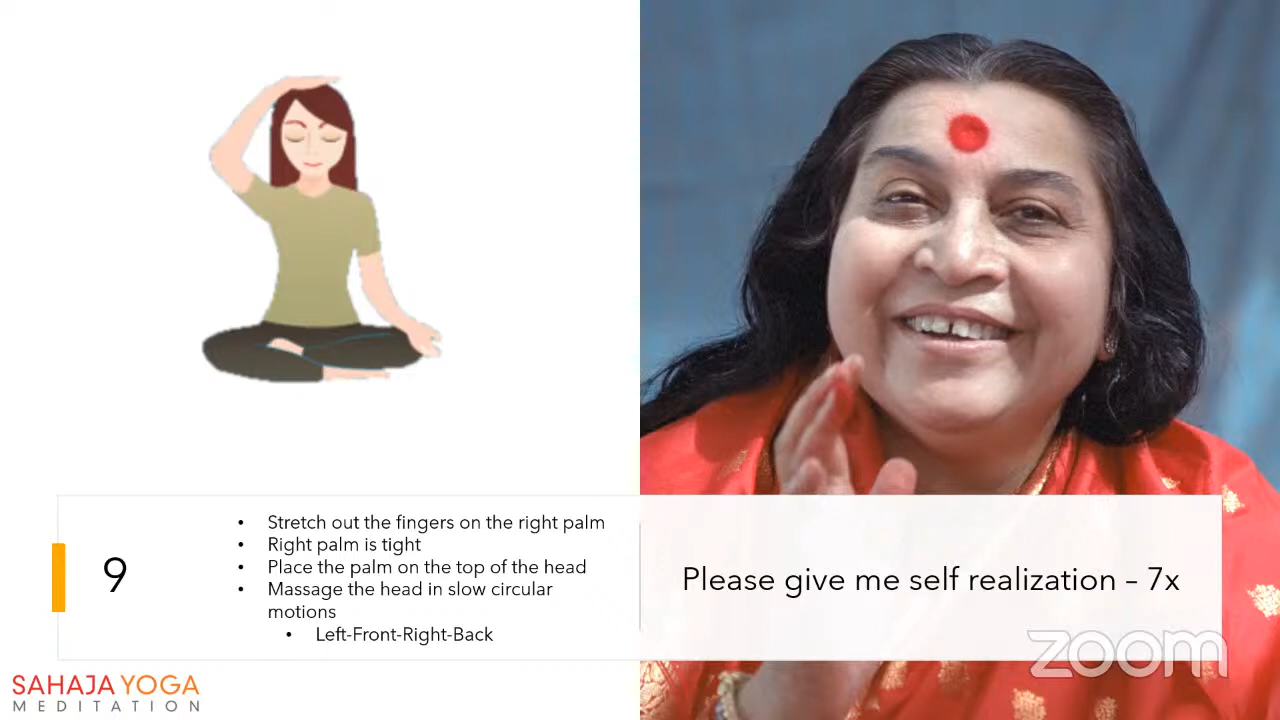 9
• Stretch out the fingers on the right palm
• Right palm is tight
• Place the palm on the top of the head
• Massage the head in slow circular
motions
• Left-Front-Right-Back
Please give me self realization – 7x
zoom
SAHAJA YOGA
MEDITATION